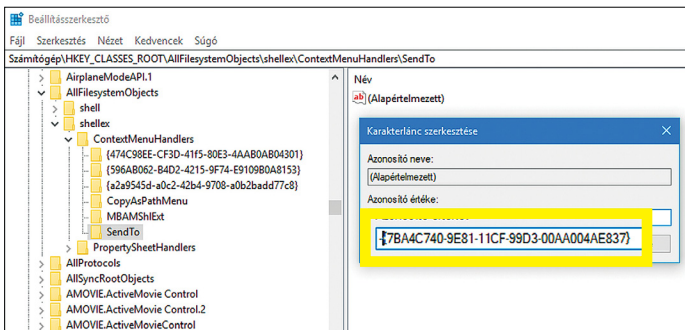 Beállításszerkesztő
Fájl Szerkesztés Nézet Kedvencek Súgó
Számítógép\HKEY_CLASSES_ROOT\AllFilesystemObjects\shellex\ContextMenuHandlers\SendTo
AirplaneModeAPI.1
AllFilesystemObjects
shell
shellex
ContextMenuHandlers
{474C98EE-CF3D-41f5-80E3-4AAB0AB04301}
{596AB062-B4D2-4215-9F74-E9109B0A8153}
{a2a9545d-a0c2-42b4-9708-a0b2badd77c8}
CopyAsPathMenu
MBAMShlExt
SendTo
PropertySheetHandlers
AllProtocols
AllSyncRootObjects
AMOVIE.ActiveMovie Control
AMOVIE.ActiveMovie Control.2
AMOVIE.ActiveMovieControl
Név
ab (Alapértelmezett)
Karakterlánc szerkesztése
Azonosító neve:
(Alapértelmezett)
Azonosító értéke:
-{7BA4C740-9E81-11CF-99D3-00AA004AE837}